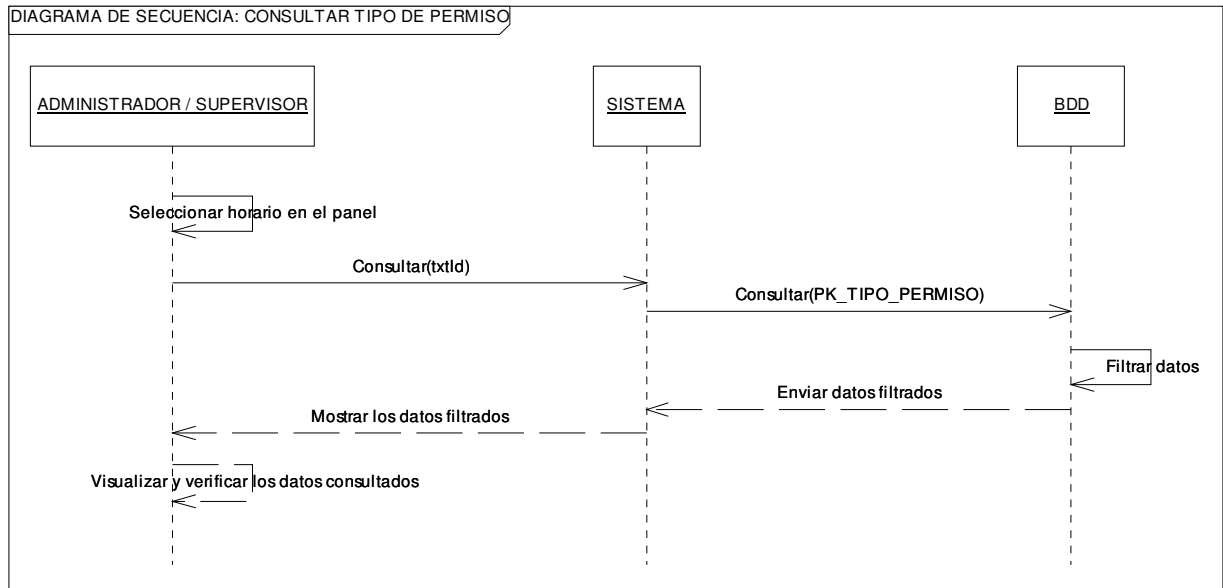 DIAGRAMA DE SECUENCIA: CONSULTAR TIPO DE PERMISO
ADMINISTRADOR / SUPERVISOR
SISTEMA
BDD
Seleccionar horario en el panel
Consultar(txtId)
Consultar(PK_TIPO_PERMISO)
Filtrar datos
Enviar datos filtrados
Mostrar los datos filtrados
Visualizar y verificar los datos consultados